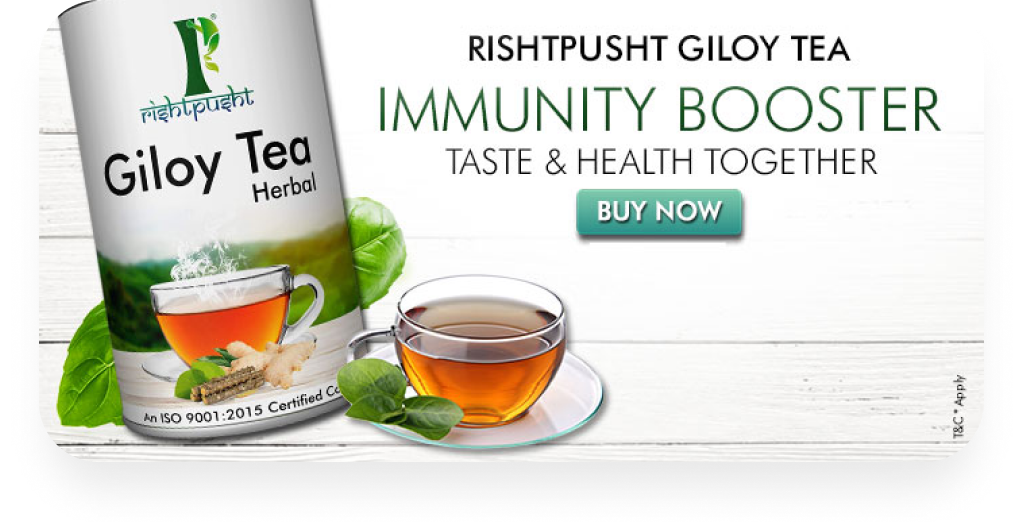 rishtpusht
Giloy Tea
Herbal
An ISO 9001:2015 Certified
RISHTPUSHT GILOY TEA
IMMUNITY BOOSTER
TASTE & HEALTH TOGETHER
BUY NOW
T&C * Apply